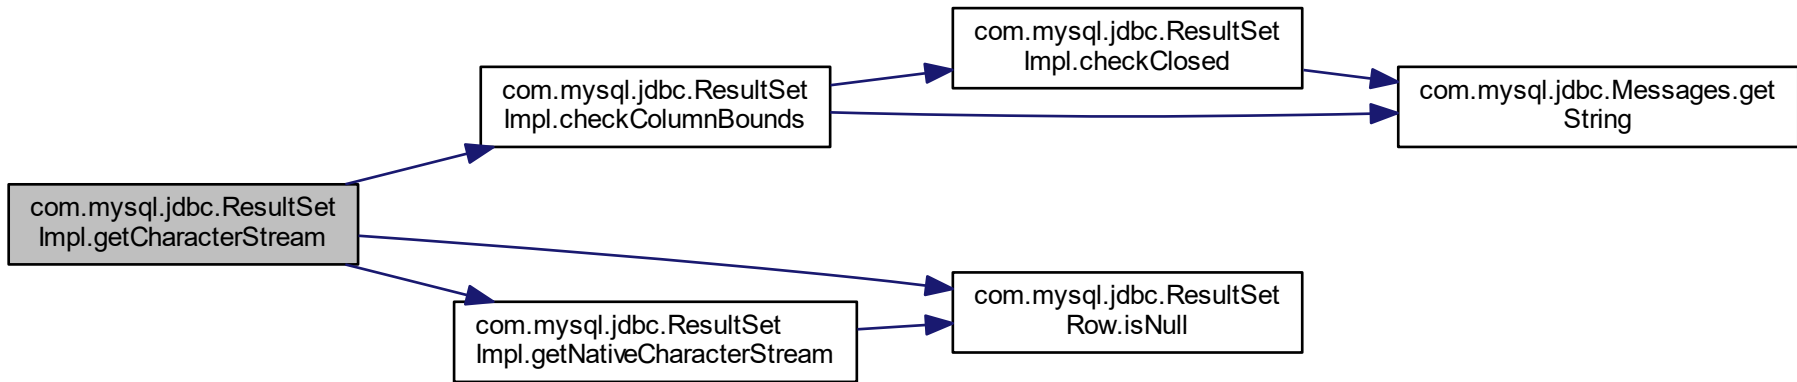 com.mysql.jdbc.ResultSet
Impl.getCharacterStream
com.mysql.jdbc.ResultSet
Impl.checkColumnBounds
com.mysql.jdbc.ResultSet
Impl.checkClosed
com.mysql.jdbc.Messages.get
String
com.mysql.jdbc.ResultSet
Impl.getNativeCharacterStream
com.mysql.jdbc.ResultSet
Row.isNull